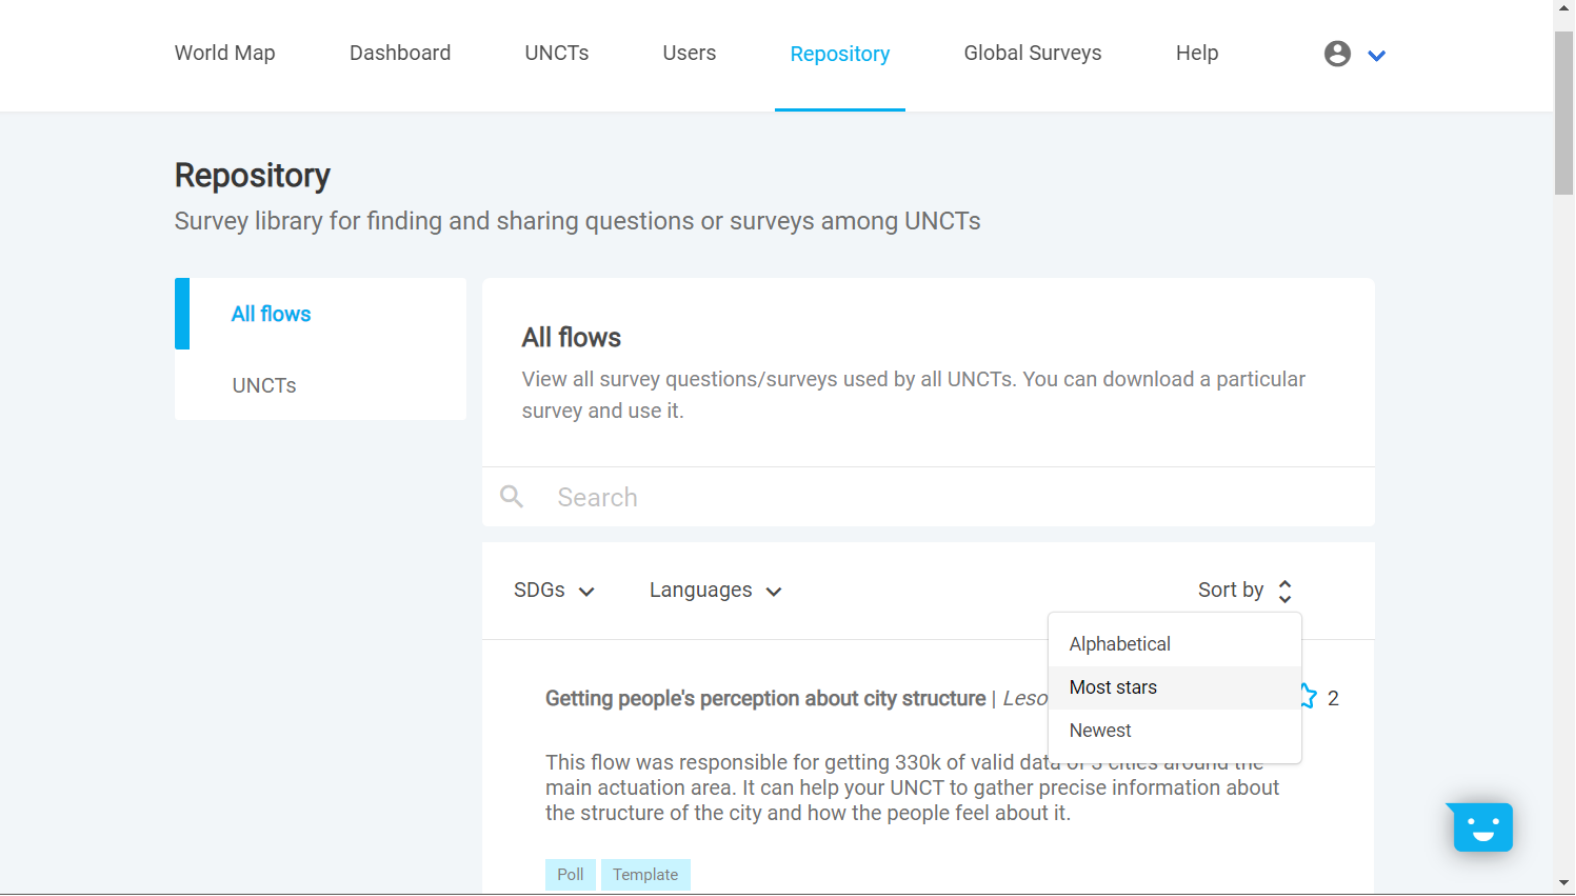 World Map Dashboard UNCTs Users Repository Global Surveys Help
Repository
Survey library for finding and sharing questions or surveys among UNCTs
All flows
UNCTs
All flows
View all survey questions/surveys used by all UNCTs. You can download a particular
survey and use it.
Search
SDGs Languages Sort by
Alphabetical
Most stars
Newest
Getting people's perception about city structure | Leso 2
This flow was responsible for getting 330k of valid data of 3 cities around the
main actuation area. It can help your UNCT to gather precise information about
the structure of the city and how the people feel about it.
Poll Template